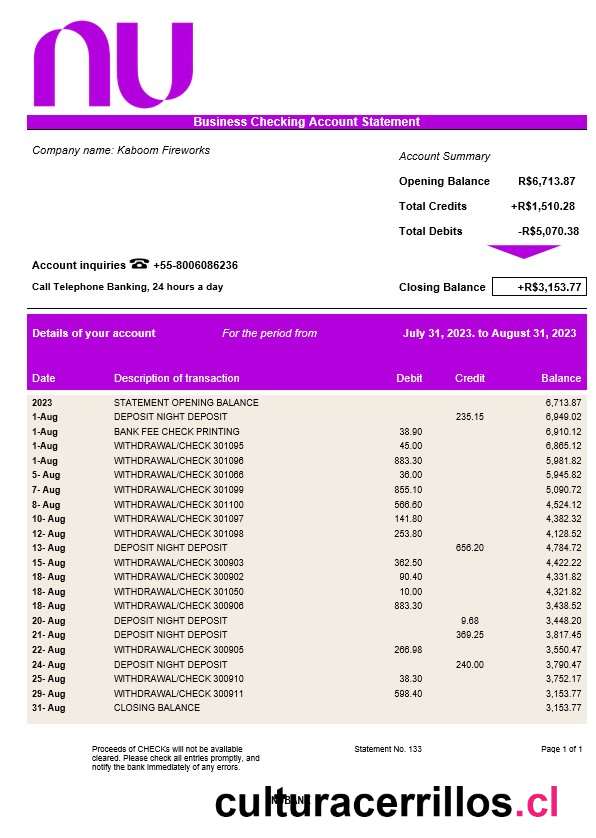 nu
Business Checking Account Statement
Company name: Kaboom Fireworks
Account Summary
Opening Balance R$6,713.87
Total Credits +R$1,510.28
Total Debits -R$5,070.38
Account inquiries ☎ +55-8006086236
Call Telephone Banking, 24 hours a day
Closing Balance +R$3,153.77
Details of your account For the period from July 31, 2023. to August 31, 2023
Date Description of transaction Debit Credit Balance
2023 STATEMENT OPENING BALANCE 6,713.87
1-Aug DEPOSIT NIGHT DEPOSIT 235.15 6,949.02
1-Aug BANK FEE CHECK PRINTING 38.90 6,910.12
1-Aug WITHDRAWAL/CHECK 301095 45.00 6,865.12
1-Aug WITHDRAWAL/CHECK 301096 883.30 5,981.82
5- Aug WITHDRAWAL/CHECK 301066 36.00 5,945.82
7- Aug WITHDRAWAL/CHECK 301099 855.10 5,090.72
8- Aug WITHDRAWAL/CHECK 301100 566.60 4,524.12
10- Aug WITHDRAWAL/CHECK 301097 141.80 4,382.32
12- Aug WITHDRAWAL/CHECK 301098 253.80 4,128.52
13- Aug DEPOSIT NIGHT DEPOSIT 656.20 4,784.72
15- Aug WITHDRAWAL/CHECK 300903 362.50 4,422.22
18- Aug WITHDRAWAL/CHECK 300902 90.40 4,331.82
18- Aug WITHDRAWAL/CHECK 301050 10.00 4,321.82
18- Aug WITHDRAWAL/CHECK 300906 883.30 3,438.52
20- Aug DEPOSIT NIGHT DEPOSIT 9.68 3,448.20
21- Aug DEPOSIT NIGHT DEPOSIT 369.25 3,817.45
22- Aug WITHDRAWAL/CHECK 300905 266.98 3,550.47
24- Aug DEPOSIT NIGHT DEPOSIT 240.00 3,790.47
25- Aug WITHDRAWAL/CHECK 300910 38.30 3,752.17
29- Aug WITHDRAWAL/CHECK 300911 598.40 3,153.77
31- Aug CLOSING BALANCE 3,153.77
Proceeds of CHECKs will not be available
cleared. Please check all entries promptly, and
notify the bank immediately of any errors.
Statement No. 133
Page 1 of 1
culturacerrillos.cl